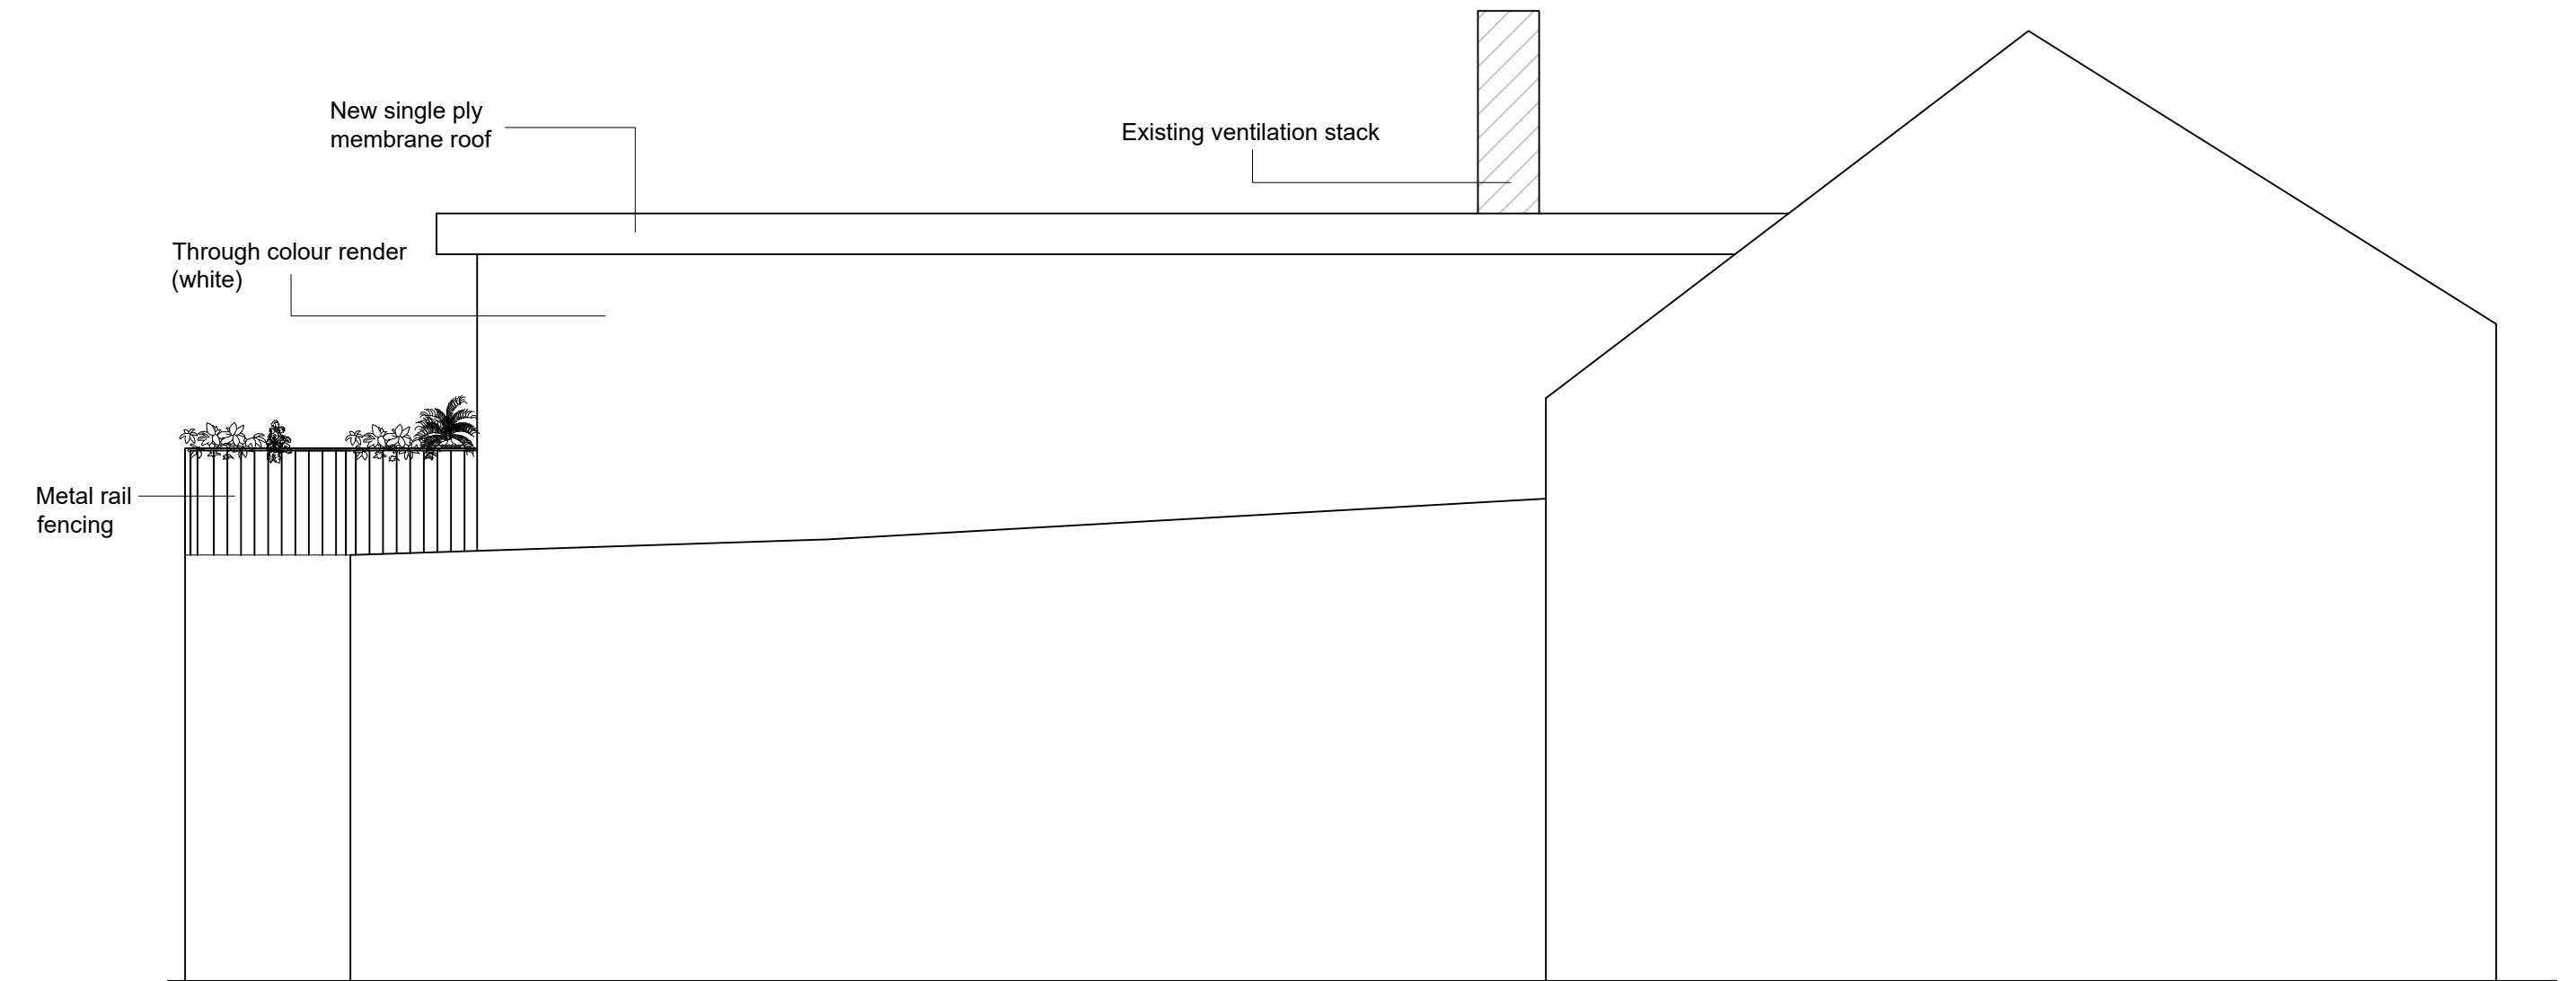 New single ply
membrane roof
Existing ventilation stack
Through colour render
(white)
Metal rail
fencing